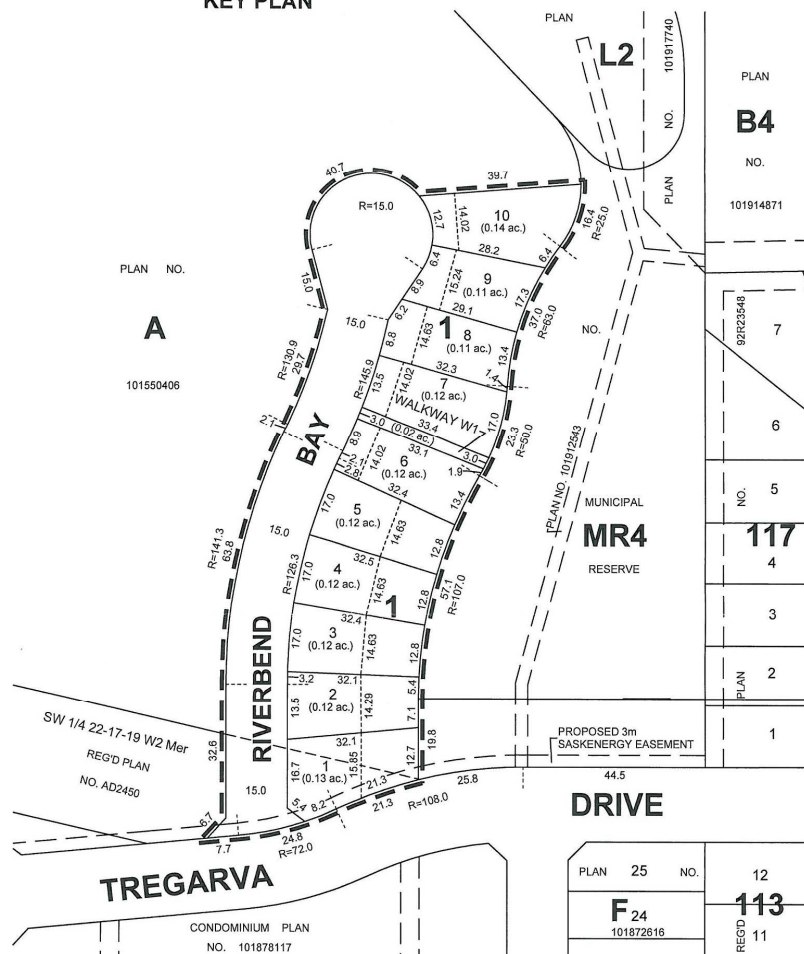 KEY PLAN
PLAN
L2
101917740
NO.
PLAN
PLAN
B4
NO.
101914871
40.7
R=15.0
39.7
12.7
14.02
10
(0.14 ac.)
28.2
6.4
16.4
R=25.0
PLAN NO.
A
101550406
15.0
6.4
8.9
15.24
9
(0.11 ac.)
29.1
17.3
37.0
R=63.0
6.2
15.0
8.8
14.63
1
8
(0.11 ac.)
32.3
13.4
1.4
NO.
92R23548
7
R=130.9
29.7
R=145.9
13.5
14.02
7
(0.12 ac.)
17.0
WALKWAY W1
33.4
3.0
(0.02 ac.)
33.1
3.0
1.9
23.3
R=50.0
2.1
BAY
8.9
2.1
2.8
14.02
6
(0.12 ac.)
32.4
13.4
6
PLAN NO. 101912543
MUNICIPAL
MR4
RESERVE
NO.
5
117
4
3
PLAN
2
1
17.0
5
(0.12 ac.)
14.63
32.5
12.8
15.0
R=141.3
63.8
R=126.3
17.0
4
(0.12 ac.)
14.63
1
32.4
12.8
57.1
R=107.0
17.0
3
(0.12 ac.)
14.63
12.8
3.2
32.1
5.4
RIVERBEND
13.5
2
(0.12 ac.)
14.29
7.1
32.1
19.8
SW 1/4 22-17-19 W2 Mer
REG'D PLAN
NO. AD2450
32.6
16.7
1
(0.13 ac.)
15.85
12.7
21.3
PROPOSED 3m
SASKENERGY EASEMENT
15.0
5.4
8.2
21.3
R=108.0
25.8
44.5
6.7
7.7
24.8
R=72.0
DRIVE
TREGARVA
PLAN 25 NO.
F 24
101872616
12
113
REG'D
11
CONDOMINIUM PLAN
NO. 101878117